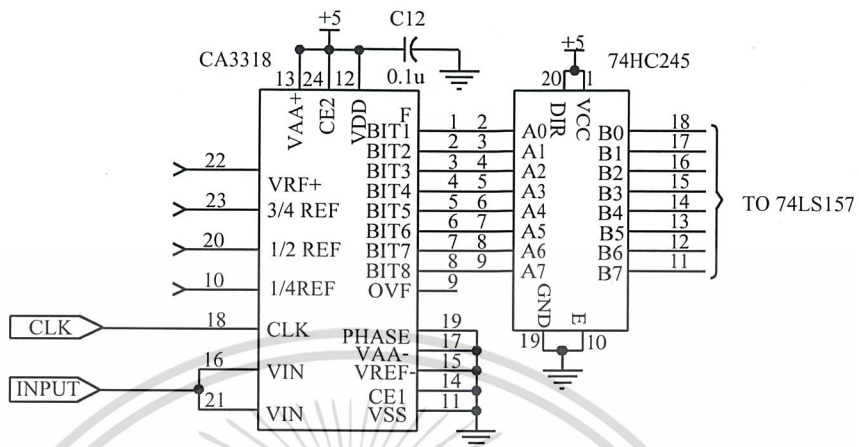 +5
C12
+5
CA3318
0.1u
74HC245
13 24 12
20 1
VAA+
CE2
VDD
F
DIR
VCC
BIT1 1 2 A0 B0 18
BIT2 2 3 A1 B1 17
22 BIT3 3 4 A2 B2 16
VRF+ BIT4 4 5 A3 B3 15
23 3/4 REF BIT5 5 6 A4 B4 14
TO 74LS157
BIT6 6 7 A5 B5 13
20 1/2 REF BIT7 7 8 A6 B6 12
BIT8 8 9 A7 B7 11
10 1/4REF OVF 9
GND
E
CLK 18 CLK
PHASE 19
19 10
VAA- 17
16 VIN VREF- 15
INPUT
CE1 14
21 VIN VSS 11